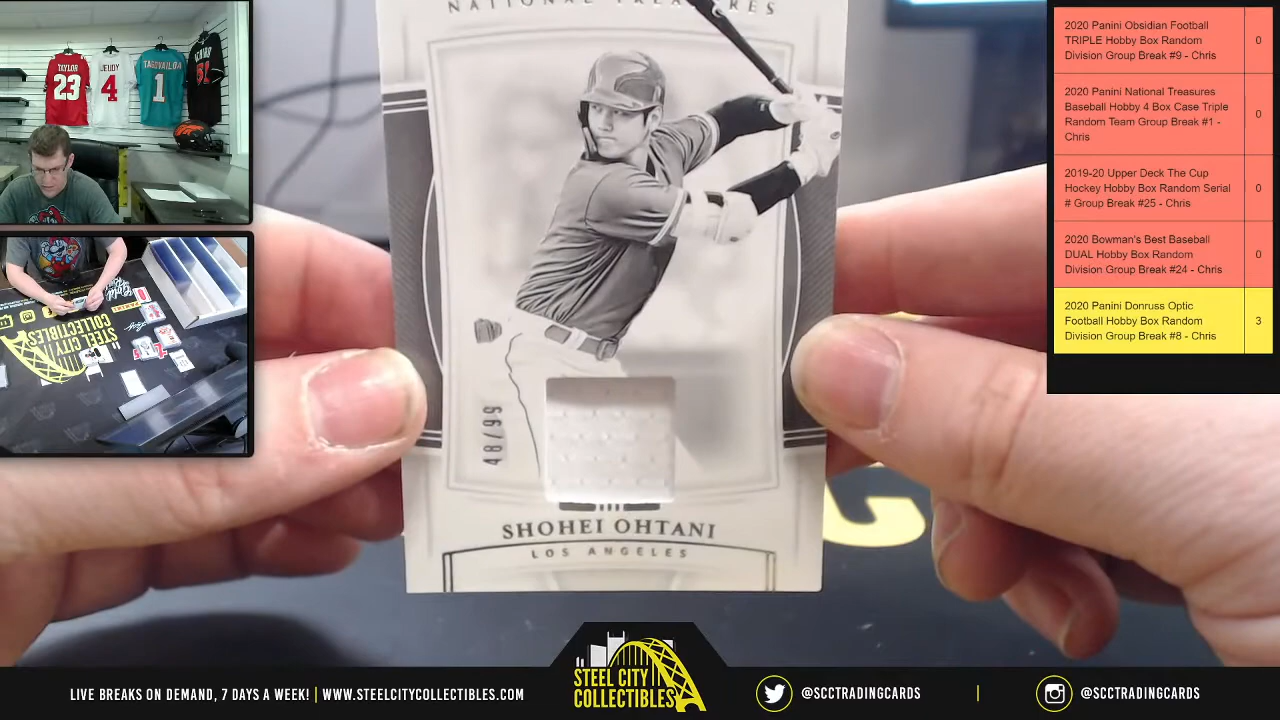 NATIONAL TREASURES
48/99
SHOHEI OHTANI
LOS ANGELES
TAYLOR
23
JEUDY
4
TAGOVAILOA
1
STEEL CITY
COLLECTIBLES
2020 Panini Obsidian Football
TRIPLE Hobby Box Random
Division Group Break #9 - Chris
0
2020 Panini National Treasures
Baseball Hobby 4 Box Case Triple
Random Team Group Break #1 -
Chris
0
2019-20 Upper Deck The Cup
Hockey Hobby Box Random Serial
# Group Break #25 - Chris
0
2020 Bowman's Best Baseball
DUAL Hobby Box Random
Division Group Break #24 - Chris
0
2020 Panini Donruss Optic
Football Hobby Box Random
Division Group Break #8 - Chris
3
LIVE BREAKS ON DEMAND, 7 DAYS A WEEK! | WWW.STEELCITYCOLLECTIBLES.COM
STEEL CITY
COLLECTIBLES
@SCCTRADINGCARDS
@SCCTRADINGCARDS